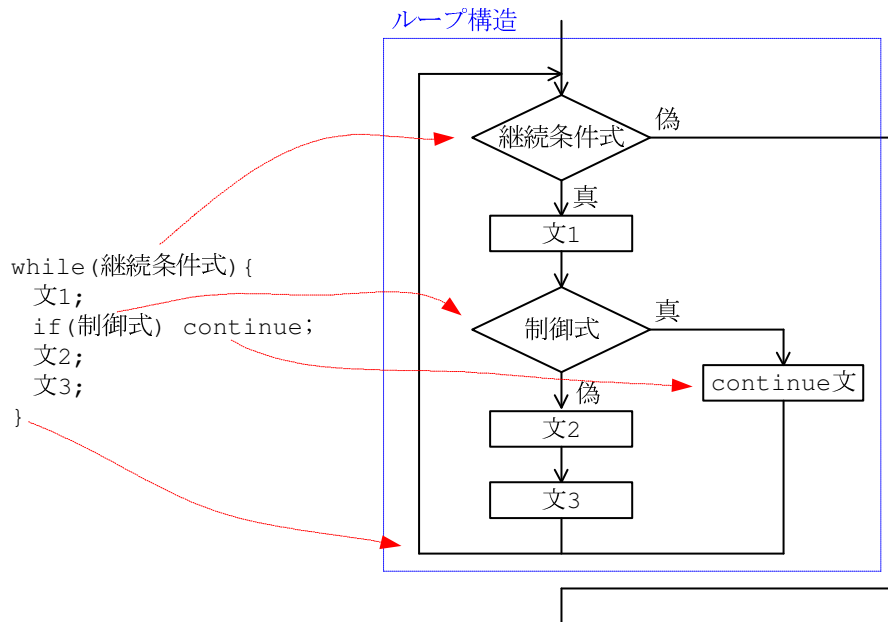 ループ構造
継続条件式
偽
真
文1
while(継続条件式){
文1;
if(制御式) continue;
文2;
文3;
}
制御式
真
continue文
偽
文2
文3